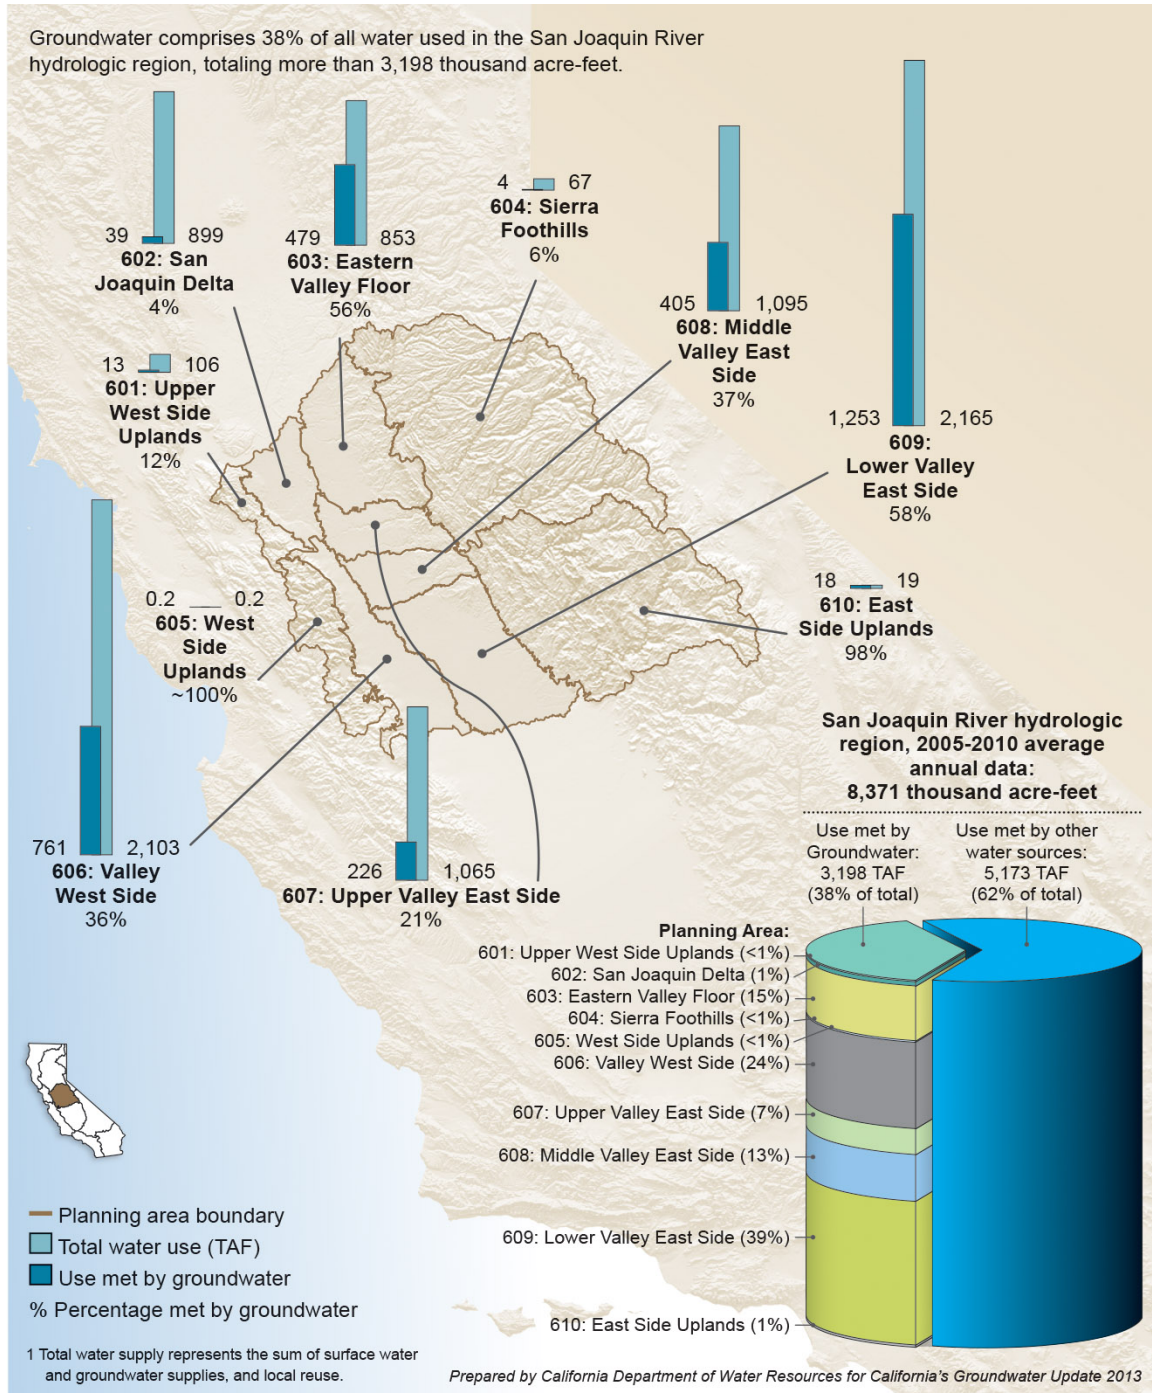 Groundwater comprises 38% of all water used in the San Joaquin River
hydrologic region, totaling more than 3,198 thousand acre-feet.
39 899
602: San
Joaquin Delta
4%
479 853
603: Eastern
Valley Floor
56%
4 67
604: Sierra
Foothills
6%
405 1,095
608: Middle
Valley East
Side
37%
1,253 2,165
609:
Lower Valley
East Side
58%
13 106
601: Upper
West Side
Uplands
12%
0.2 0.2
605: West
Side
Uplands
~100%
18 19
610: East
Side Uplands
98%
761 2,103
606: Valley
West Side
36%
226 1,065
607: Upper Valley East Side
21%
San Joaquin River hydrologic
region, 2005-2010 average
annual data:
8,371 thousand acre-feet
Use met by
Groundwater:
3,198 TAF
(38% of total)
Use met by other
water sources:
5,173 TAF
(62% of total)
Planning Area:
601: Upper West Side Uplands (<1%)
602: San Joaquin Delta (1%)
603: Eastern Valley Floor (15%)
604: Sierra Foothills (<1%)
605: West Side Uplands (<1%)
606: Valley West Side (24%)
607: Upper Valley East Side (7%)
608: Middle Valley East Side (13%)
609: Lower Valley East Side (39%)
610: East Side Uplands (1%)
Planning area boundary
Total water use (TAF)
Use met by groundwater
% Percentage met by groundwater
1 Total water supply represents the sum of surface water
and groundwater supplies, and local reuse.
Prepared by California Department of Water Resources for California's Groundwater Update 2013